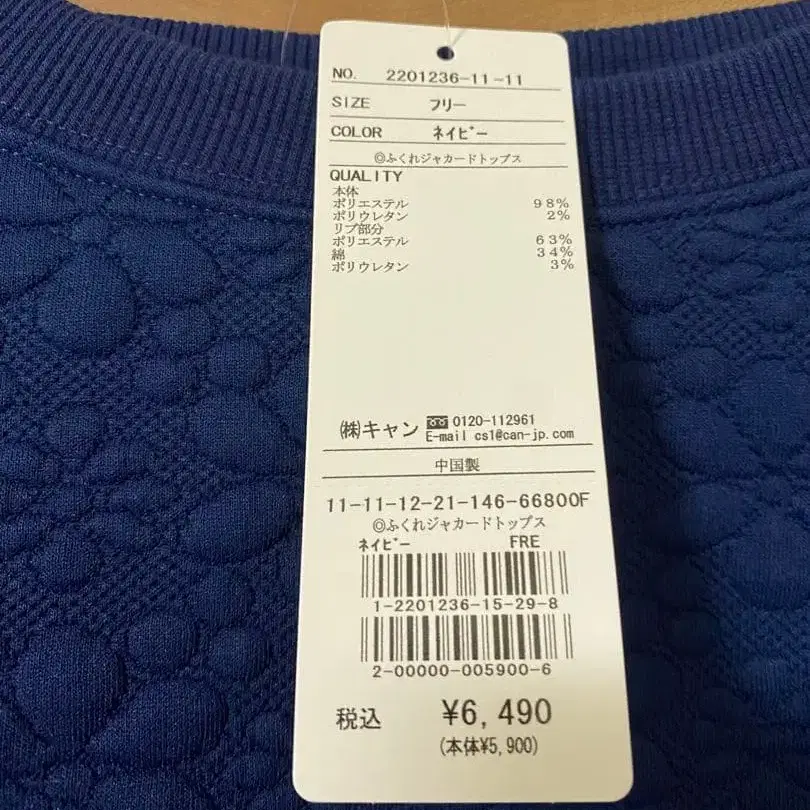 NO. 2201236-11-11
SIZE フリー
COLOR ネイビー
◎ふくれジャカードトップス
QUALITY
本体
ポリエステル 98%
ポリウレタン 2%
リブ部分
ポリエステル 63%
綿 34%
ポリウレタン 3%
㈱キャン 0120-112961
E-mail cs1@can-jp.com
中国製
11-11-12-21-146-66800F
◎ふくれジャカードトップス
ネイビー FRE
1-2201236-15-29-8
2-00000-005900-6
税込 ¥6,490
(本体¥5,900)